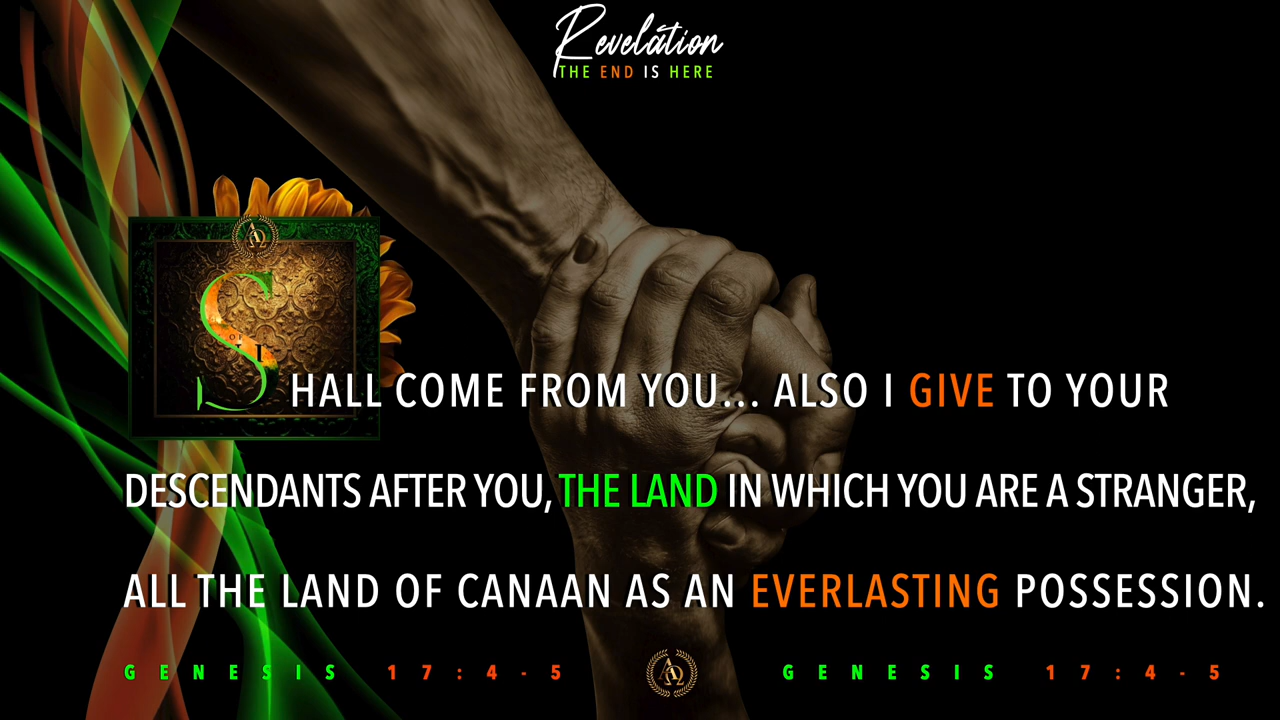 Revelation
THE END IS HERE
SHALL COME FROM YOU... ALSO I GIVE TO YOUR
DESCENDANTS AFTER YOU, THE LAND IN WHICH YOU ARE A STRANGER,
ALL THE LAND OF CANAAN AS AN EVERLASTING POSSESSION.
GENESIS 17:4-5 GENESIS 17:4-5